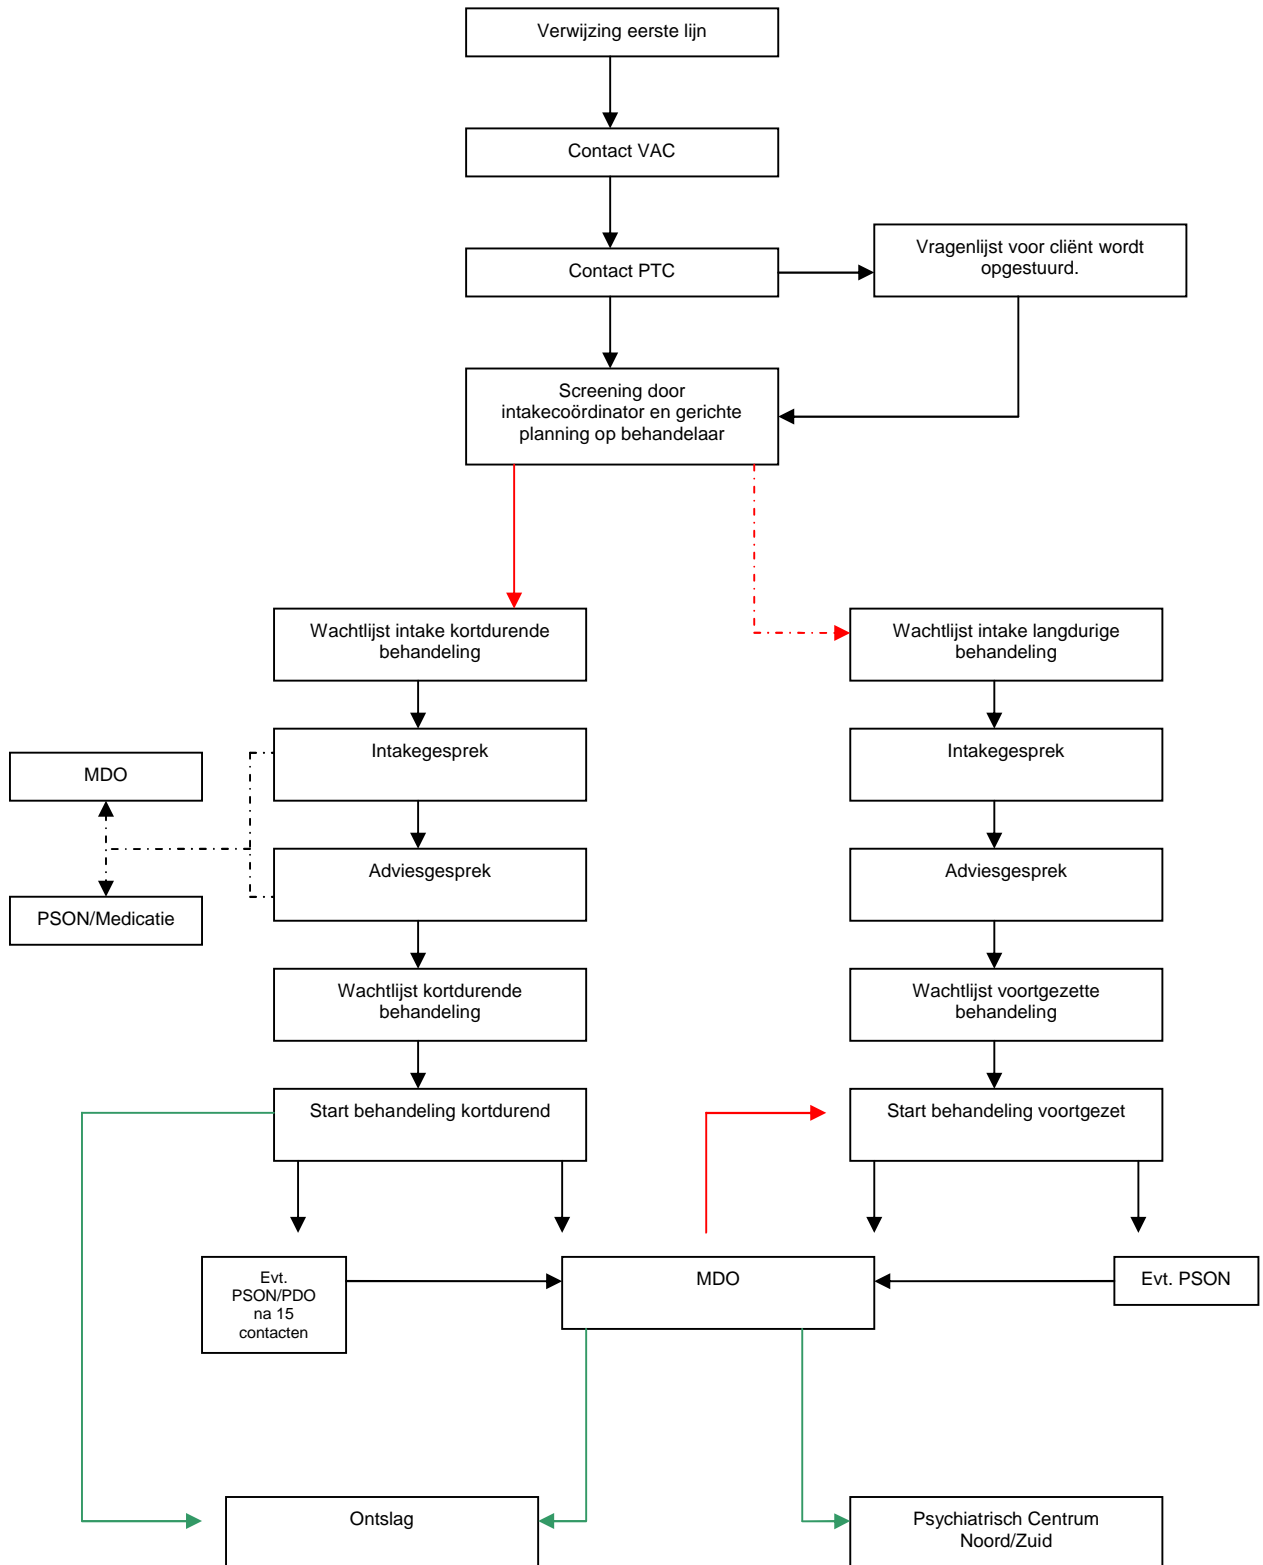 Verwijzing eerste lijn
Contact VAC
Contact PTC
Vragenlijst voor cliënt wordt
opgestuurd.
Screening door
intakecoördinator en gerichte
planning op behandelaar
Wachtlijst intake kortdurende
behandeling
Wachtlijst intake langdurige
behandeling
Intakegesprek
Intakegesprek
MDO
Adviesgesprek
Adviesgesprek
PSON/Medicatie
Wachtlijst kortdurende
behandeling
Wachtlijst voortgezette
behandeling
Start behandeling kortdurend
Start behandeling voortgezet
Evt.
PSON/PDO
na 15
contacten
MDO
Evt. PSON
Ontslag
Psychiatrisch Centrum
Noord/Zuid